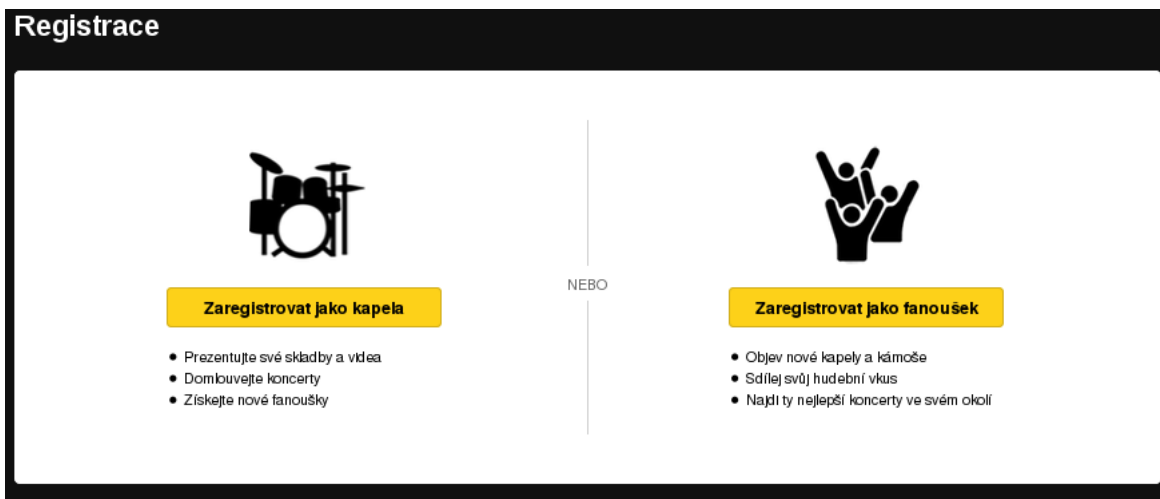 Registrace
Zaregistrovat jako kapela
Prezentujte své skladby a videa
Domlouvejte koncerty
Získejte nové fanoušky
NEBO
Zaregistrovat jako fanoušek
Objev nové kapely a kámoše
Sdílej svůj hudební vkus
Najdi ty nejlepší koncerty ve svém okolí